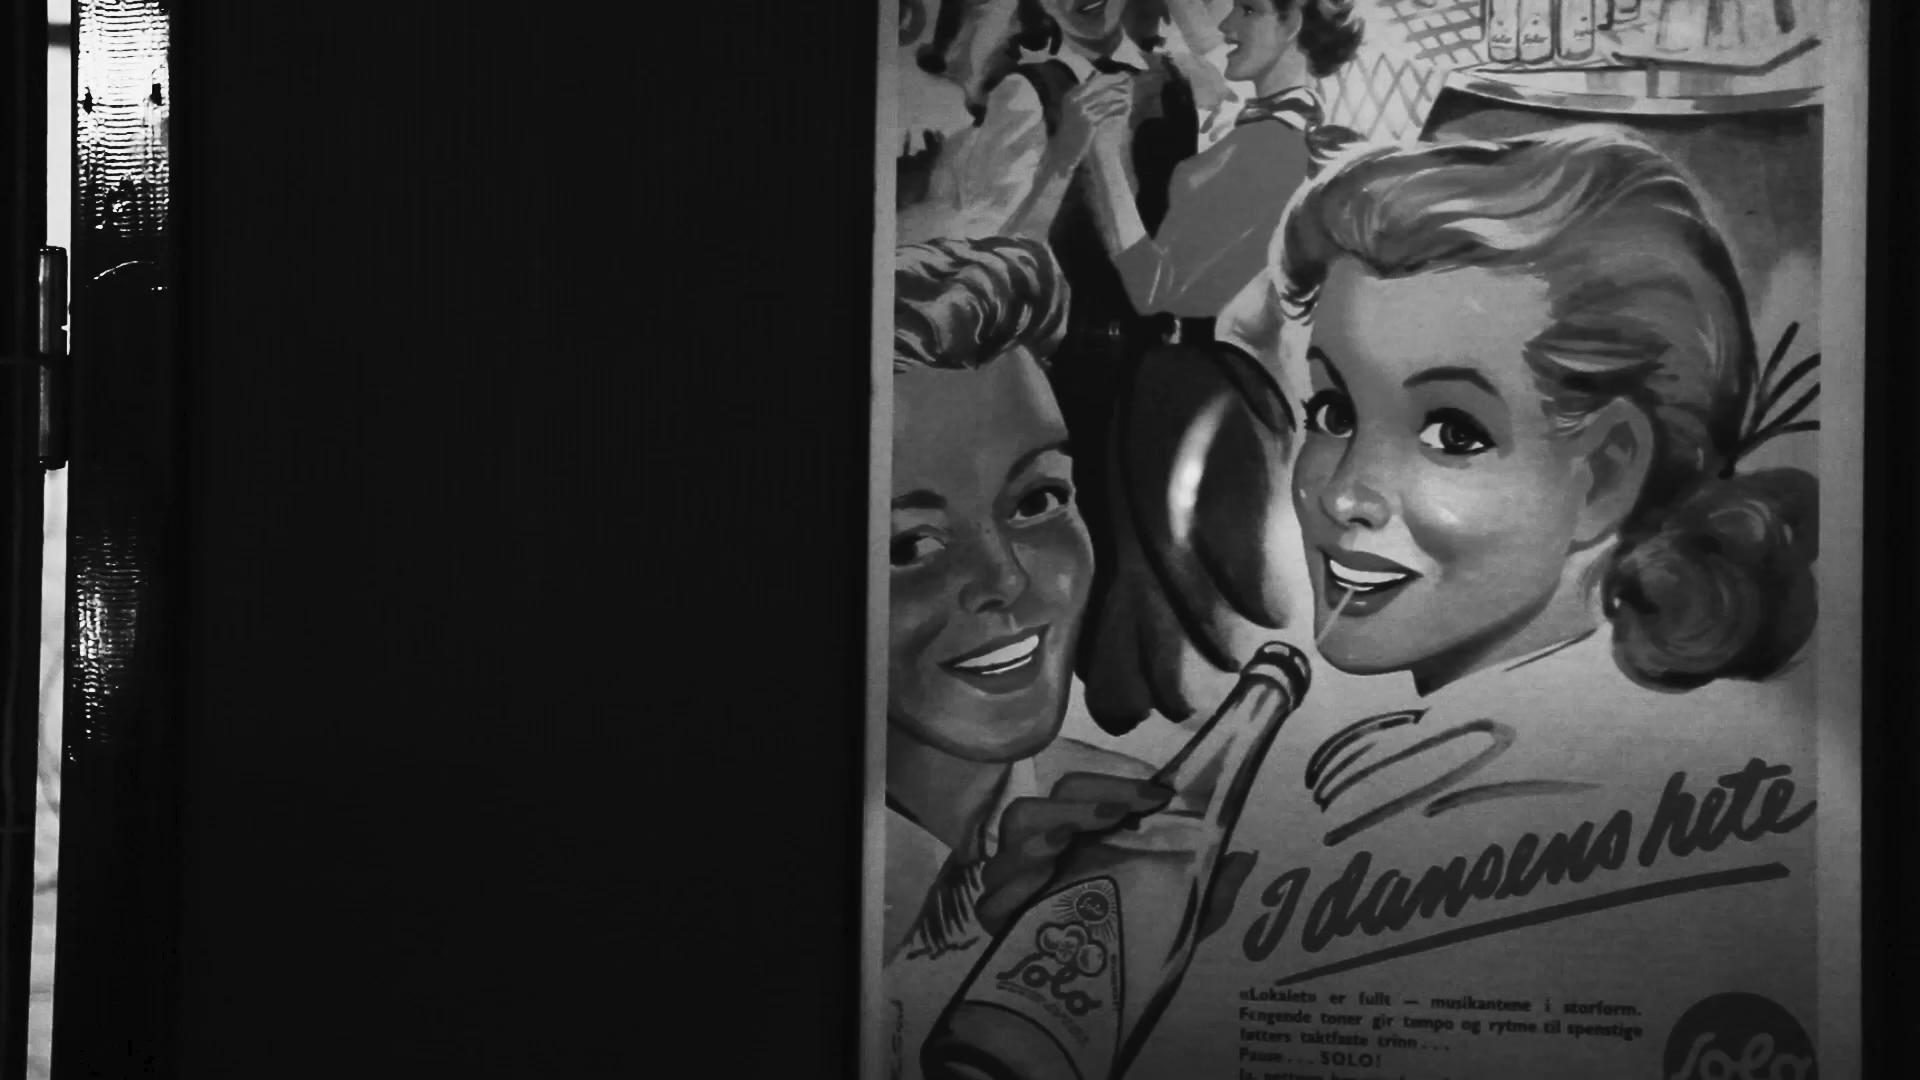 Solo
I dansens hete
«Lokalet» er fullt — musikantene i storform.
Fengende toner gir tempo og rytme til spenstige
føtters taktfaste trinn . . .
Pause . . . SOLO!
Solo